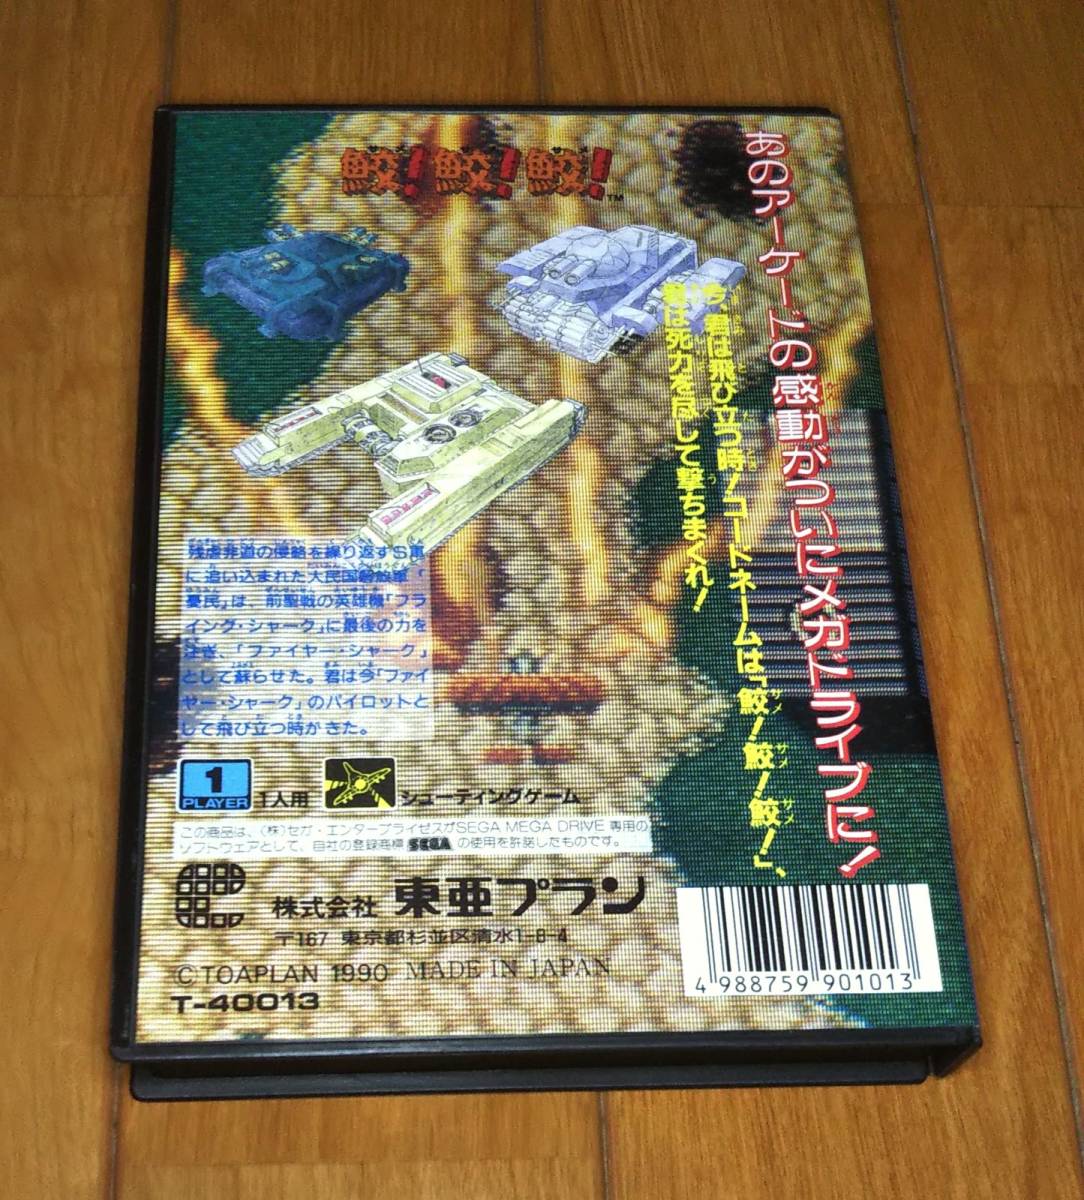 鮫!鮫!鮫!™
あのアーケードの感動がついにメガドライブに!
今、君は飛び立つ時!コードネームは「鮫!鮫!鮫!」、
君は死力を尽して撃ちまくれ!
残虐非道の侵略を繰り返すS軍
に追い込まれた大民国解放軍「
憂民」は、前聖戦の英雄機「フラ
イング・シャーク」に最後の力を
注ぎ、「ファイヤー・シャーク」
として蘇らせた。君は今「ファイ
ヤー・シャーク」のパイロットと
して飛び立つ時がきた。
1 PLAYER 1人用 シューティングゲーム
この商品は、(株)セガ・エンタープライゼスがSEGA MEGA DRIVE 専用の
ソフトウェアとして、自社の登録商標 SEGA の使用を許諾したものです。
株式会社 東亜プラン
〒167 東京都杉並区清水1-8-4
©TOAPLAN 1990 MADE IN JAPAN
T-40013
4 988759 901013